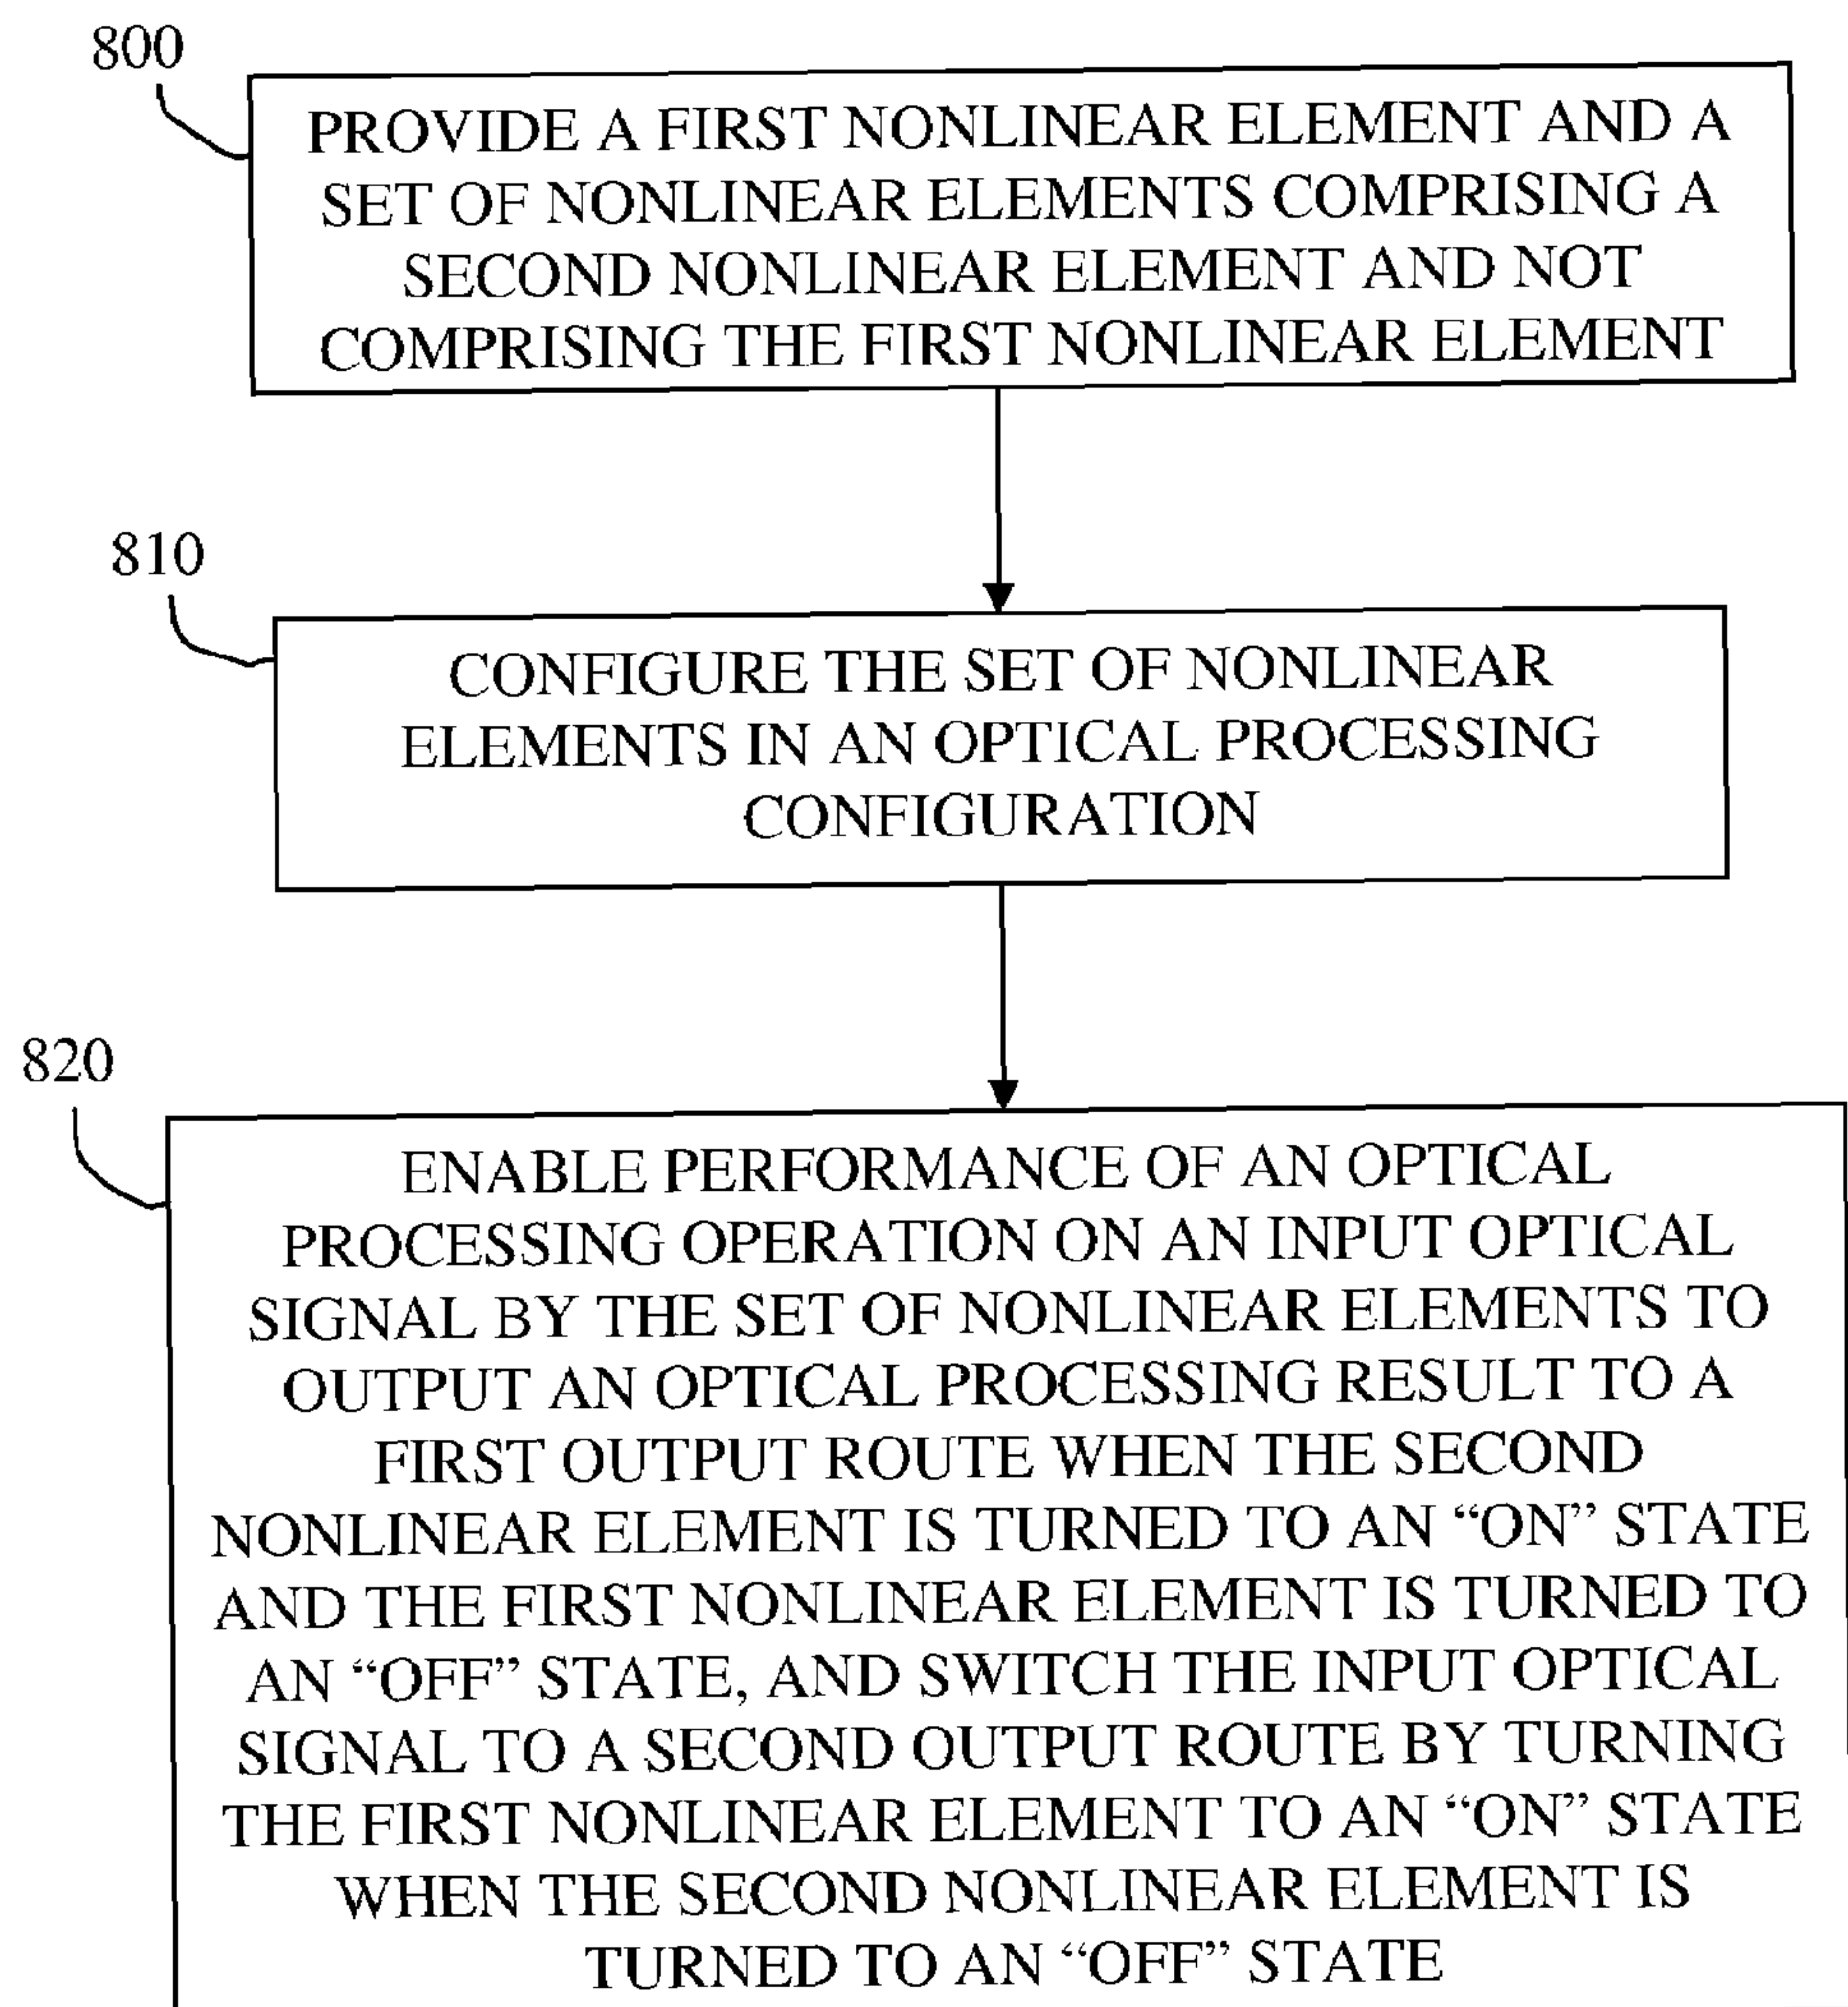 800
PROVIDE A FIRST NONLINEAR ELEMENT AND A
SET OF NONLINEAR ELEMENTS COMPRISING A
SECOND NONLINEAR ELEMENT AND NOT
COMPRISING THE FIRST NONLINEAR ELEMENT
810
CONFIGURE THE SET OF NONLINEAR
ELEMENTS IN AN OPTICAL PROCESSING
CONFIGURATION
820
ENABLE PERFORMANCE OF AN OPTICAL
PROCESSING OPERATION ON AN INPUT OPTICAL
SIGNAL BY THE SET OF NONLINEAR ELEMENTS TO
OUTPUT AN OPTICAL PROCESSING RESULT TO A
FIRST OUTPUT ROUTE WHEN THE SECOND
NONLINEAR ELEMENT IS TURNED TO AN “ON” STATE
AND THE FIRST NONLINEAR ELEMENT IS TURNED TO
AN “OFF” STATE, AND SWITCH THE INPUT OPTICAL
SIGNAL TO A SECOND OUTPUT ROUTE BY TURNING
THE FIRST NONLINEAR ELEMENT TO AN “ON” STATE
WHEN THE SECOND NONLINEAR ELEMENT IS
TURNED TO AN “OFF” STATE